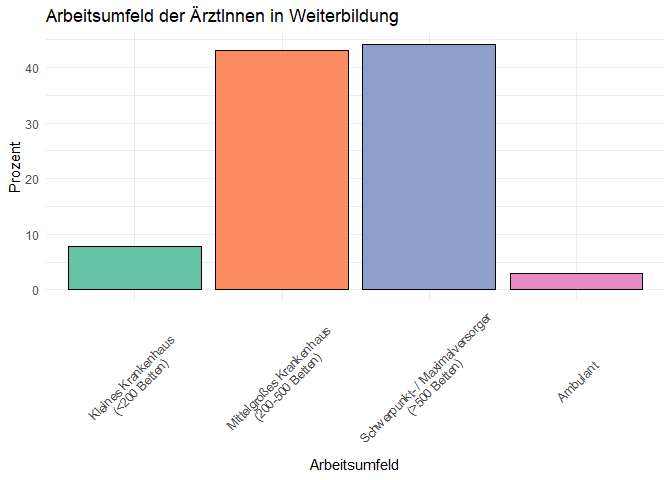 Arbeitsumfeld der ÄrztInnen in Weiterbildung
Prozent
40
30
20
10
0
Kleines Krankenhaus
(<200 Betten)
Mittelgroßes Krankenhaus
(200-500 Betten)
Schwerpunkt-/ Maximalversorger
(>500 Betten)
Ambulant
Arbeitsumfeld